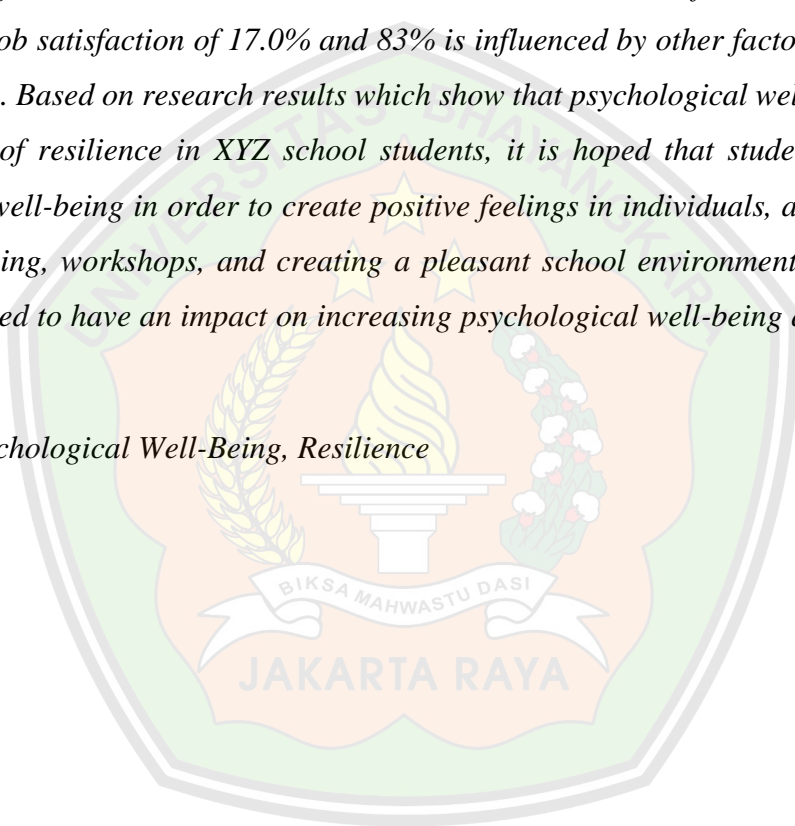 ob satisfaction of 17.0% and 83% is influenced by other facto
. Based on research results which show that psychological wel
of resilience in XYZ school students, it is hoped that stude
well-being in order to create positive feelings in individuals, a
ing, workshops, and creating a pleasant school environment
ed to have an impact on increasing psychological well-being
chological Well-Being, Resilience
UNIVERSITAS BHAYANGKARA
BIKSA MAHWASTU DASI
JAKARTA RAYA